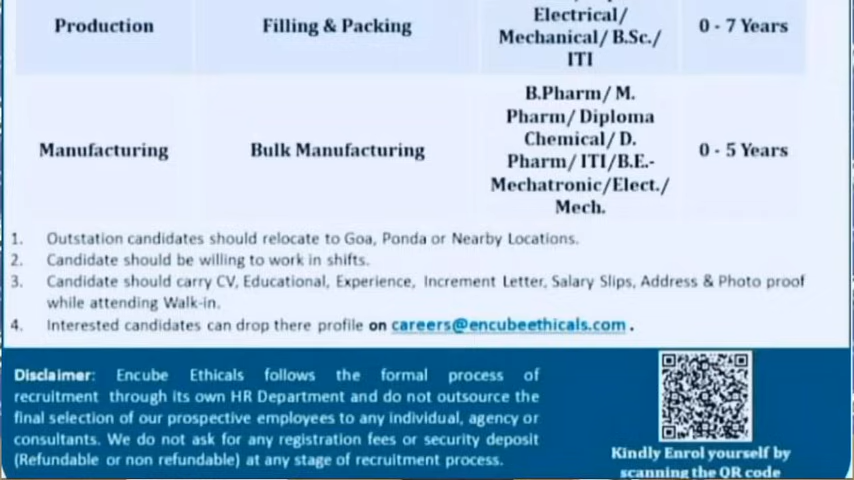 Production
Filling & Packing
Electrical/
Mechanical/ B.Sc./
ITI
0 - 7 Years
Manufacturing
Bulk Manufacturing
B.Pharm/ M.
Pharm/ Diploma
Chemical/ D.
Pharm/ ITI/B.E.-
Mechatronic/Elect./
Mech.
0 - 5 Years
1. Outstation candidates should relocate to Goa, Ponda or Nearby Locations.
2. Candidate should be willing to work in shifts.
3. Candidate should carry CV, Educational, Experience, Increment Letter, Salary Slips, Address & Photo proof
while attending Walk-in.
4. Interested candidates can drop there profile on careers@encubeethicals.com .
Disclaimer: Encube Ethicals follows the formal process of
recruitment through its own HR Department and do not outsource the
final selection of our prospective employees to any individual, agency or
consultants. We do not ask for any registration fees or security deposit
(Refundable or non refundable) at any stage of recruitment process.
Kindly Enrol yourself by
scanning the QR code